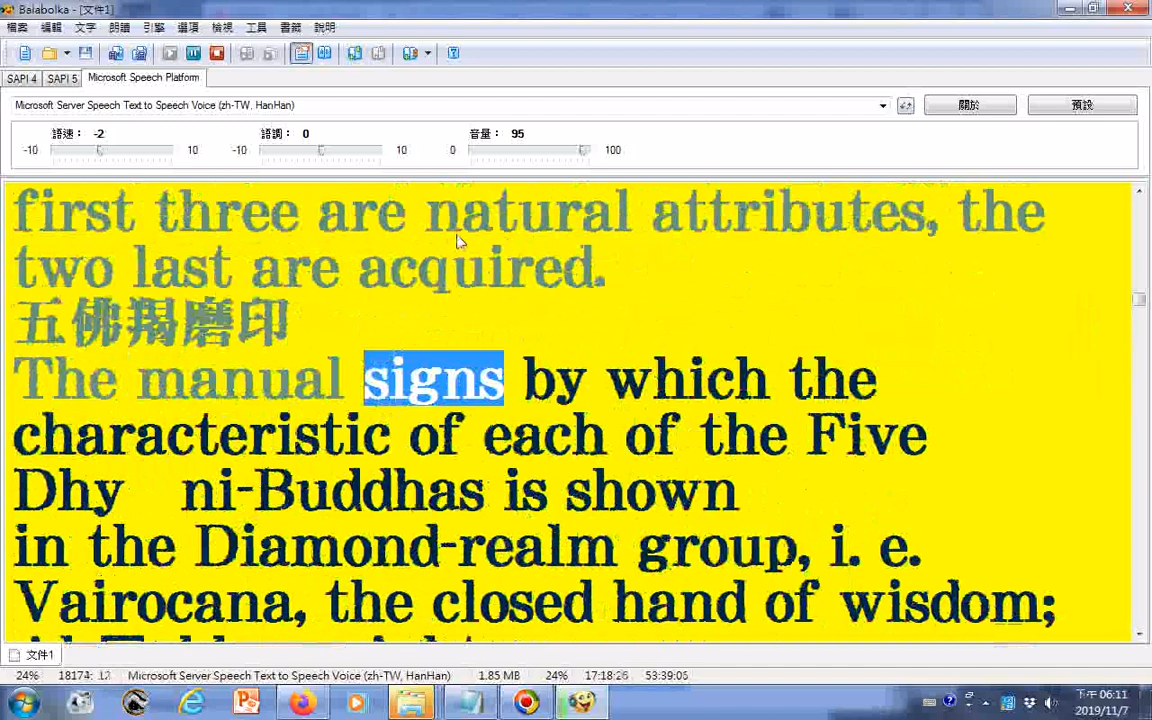 Balabolka - [文件1]
檔案 編輯 文字 朗讀 引擎 選項 檢視 工具 書籤 說明
SAPI 4 SAPI 5 Microsoft Speech Platform
Microsoft Server Speech Text to Speech Voice (zh-TW, HanHan) 關於 預設
語速： -2 語調： 0 音量： 95
-10 10 -10 10 0 100
first three are natural attributes, the
two last are acquired.
五佛羯磨印
The manual signs by which the
characteristic of each of the Five
Dhy ni-Buddhas is shown
in the Diamond-realm group, i. e.
Vairocana, the closed hand of wisdom;
文件1
24% 18174: 12 Microsoft Server Speech Text to Speech Voice (zh-TW, HanHan) 1.85 MB 24% 17:18:26 53:39:05
下午 06:11
2019/11/7